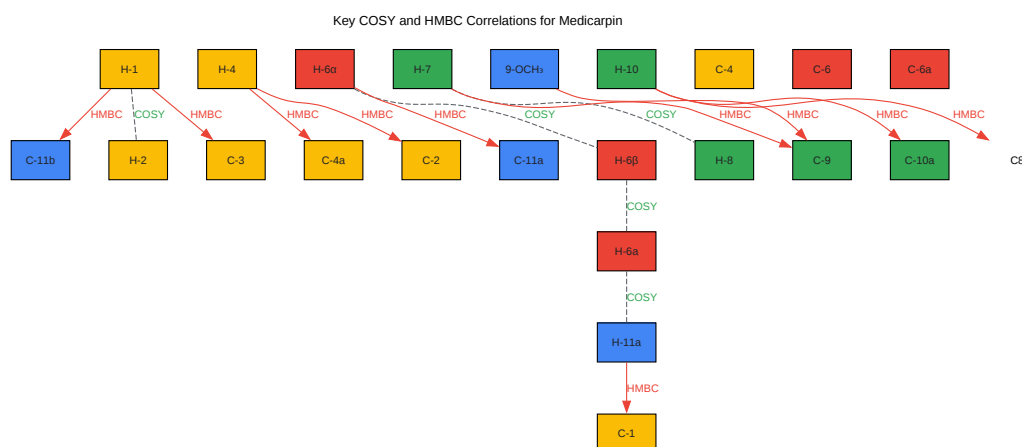 Key COSY and HMBC Correlations for Medicarpin
H-1 H-4 H-6α H-7 9-OCH₃ H-10 C-4 C-6 C-6a
HMBC COSY HMBC HMBC HMBC HMBC COSY COSY HMBC HMBC HMBC HMBC
C-11b H-2 C-3 C-4a C-2 C-11a H-6β H-8 C-9 C-10a C8
COSY
H-6a
COSY
H-11a
HMBC
C-1